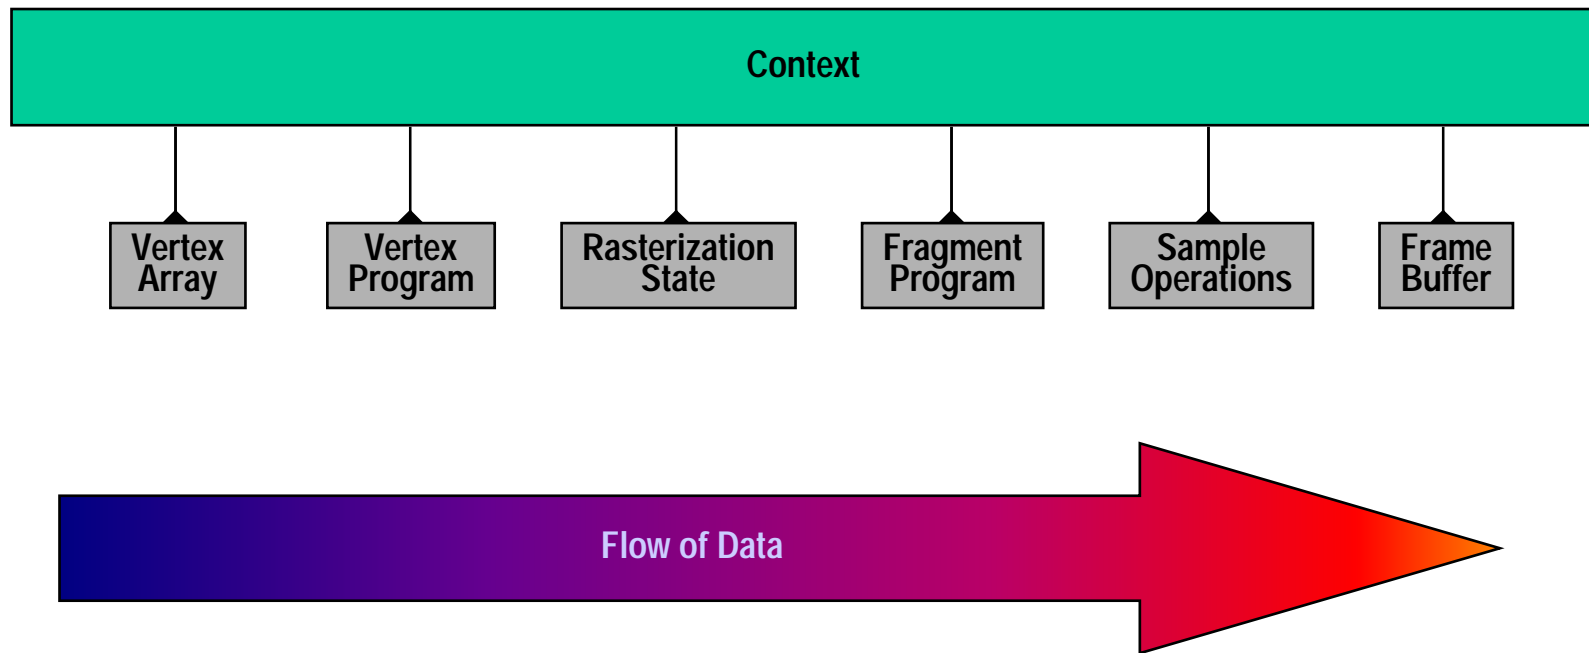 Context
Vertex
Array
Vertex
Program
Rasterization
State
Fragment
Program
Sample
Operations
Frame
Buffer
Flow of Data